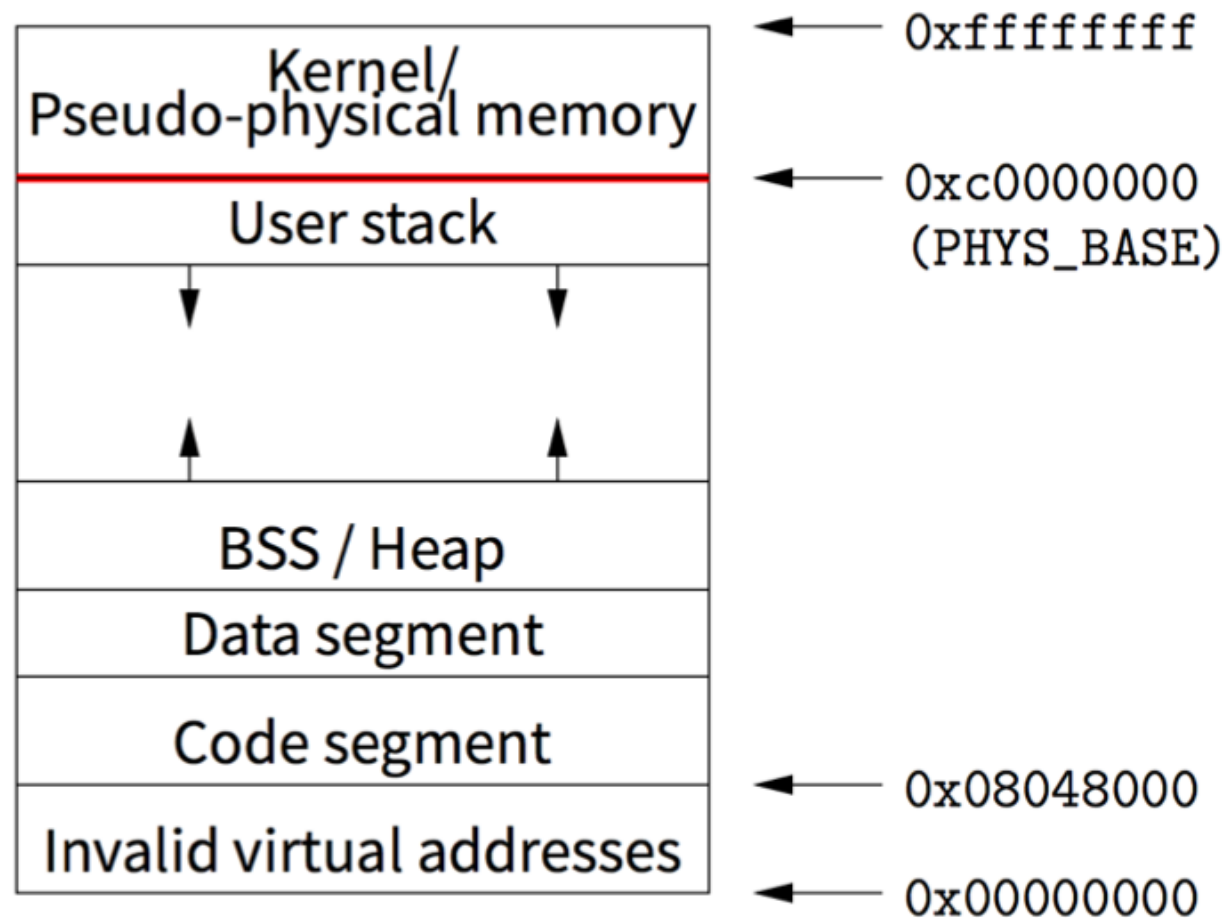 0xffffffff
Kernel/
Pseudo-physical memory
0xc0000000
(PHYS_BASE)
User stack
BSS / Heap
Data segment
Code segment
0x08048000
Invalid virtual addresses
0x00000000